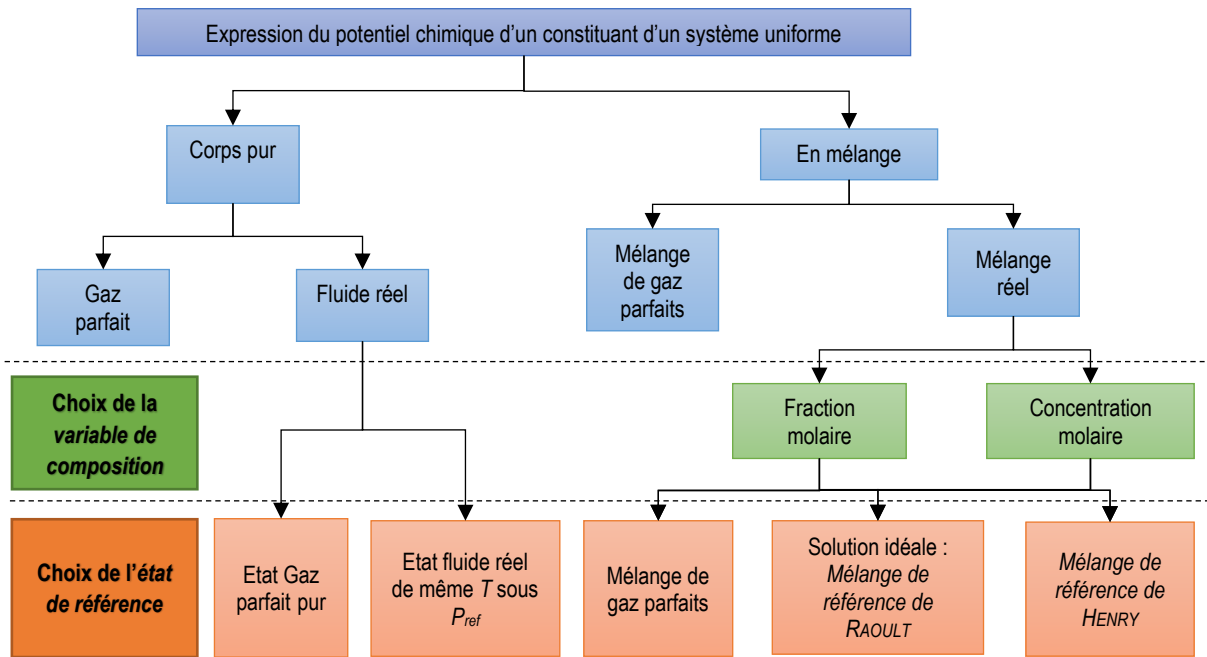 Expression du potentiel chimique d'un constituant d'un système uniforme
Corps pur
En mélange
Gaz
parfait
Fluide réel
Mélange
de gaz
parfaits
Mélange
réel
Choix de la
variable de
composition
Fraction
molaire
Concentration
molaire
Choix de l'état
de référence
Etat Gaz
parfait pur
Etat fluide réel
de même T sous
Pref
Mélange de
gaz parfaits
Solution idéale :
Mélange de
référence de
RAOULT
Mélange de
référence de
HENRY